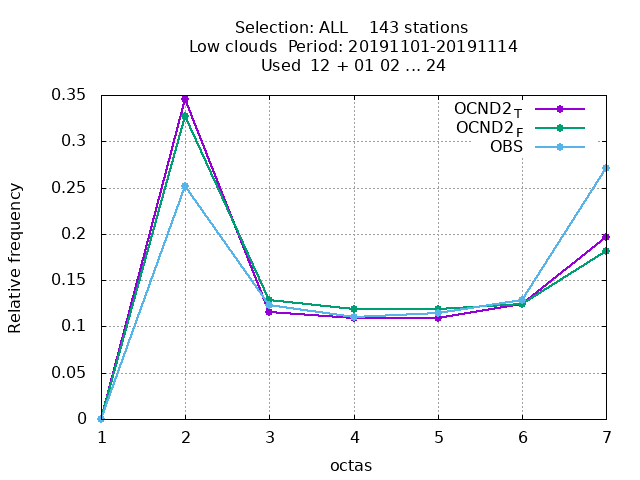 Selection: ALL    143 stations
Low clouds  Period: 20191101-20191114
Used  12 + 01 02 ... 24
0.35
0.3
0.25
0.2
0.15
0.1
0.05
0
Relative frequency
OCND2T
OCND2F
OBS
1 2 3 4 5 6 7
octas